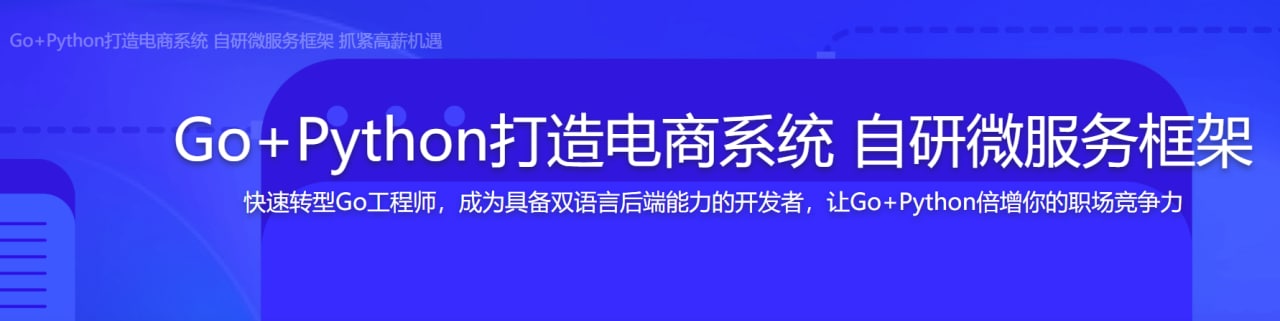 Go+Python打造电商系统 自研微服务框架 抓紧高薪机遇
Go+Python打造电商系统 自研微服务框架
快速转型Go工程师，成为具备双语言后端能力的开发者，让Go+Python倍增你的职场竞争力